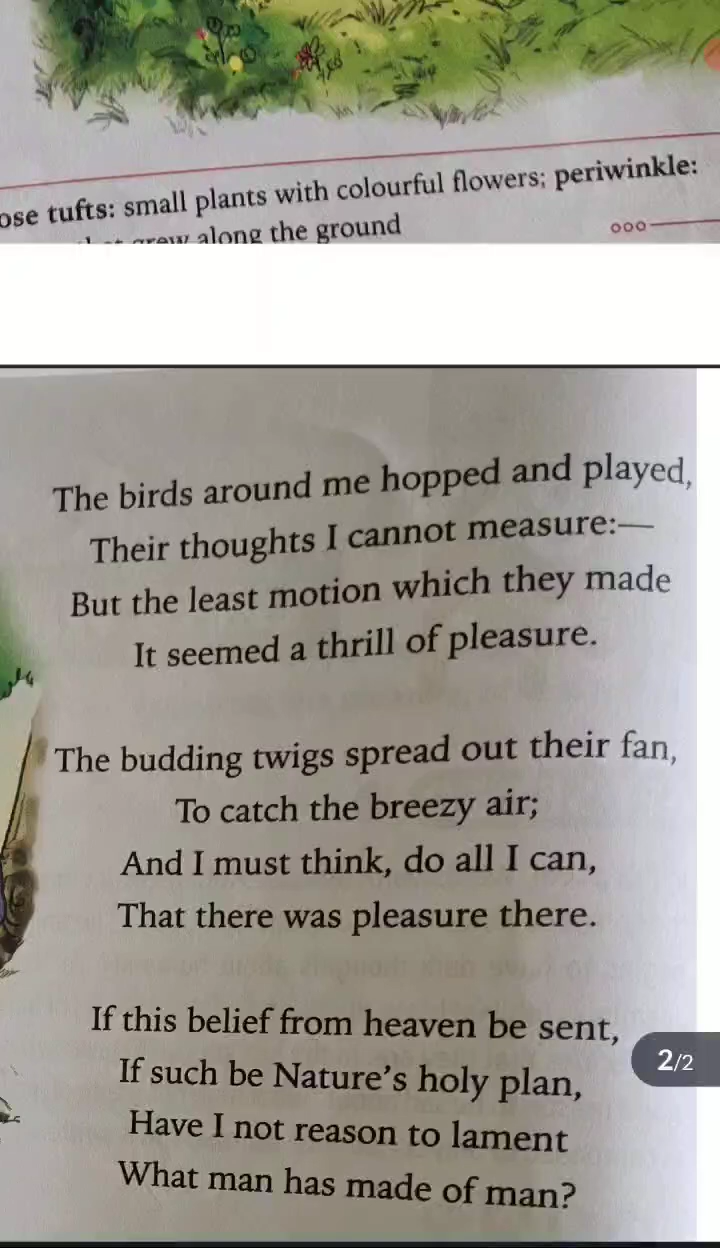 ose tufts: small plants with colourful flowers; periwinkle:
grew along the ground
The birds around me hopped and played,
Their thoughts I cannot measure:—
But the least motion which they made
It seemed a thrill of pleasure.
The budding twigs spread out their fan,
To catch the breezy air;
And I must think, do all I can,
That there was pleasure there.
If this belief from heaven be sent,
If such be Nature's holy plan,
Have I not reason to lament
What man has made of man?
2/2